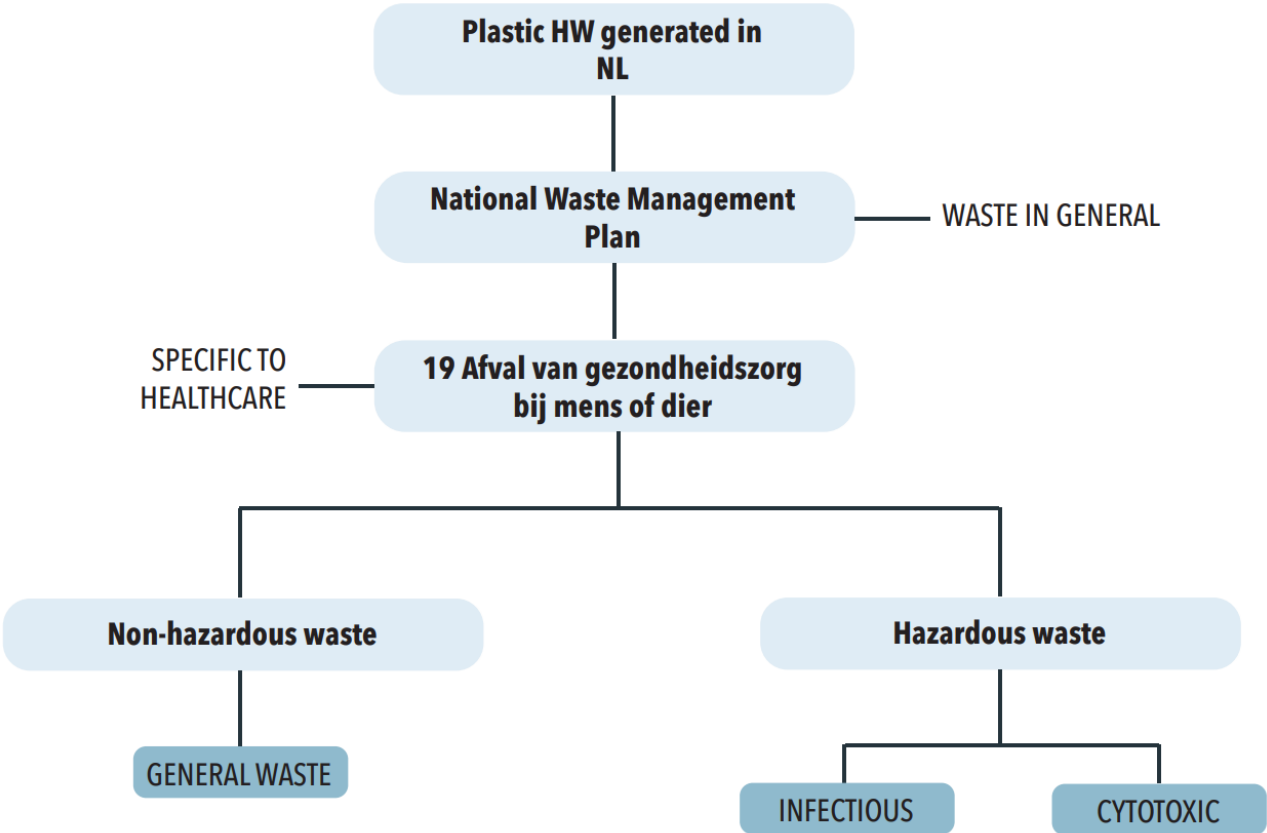 Plastic HW generated in
NL
National Waste Management
Plan
WASTE IN GENERAL
SPECIFIC TO
HEALTHCARE
19 Afval van gezondheidszorg
bij mens of dier
Non-hazardous waste
Hazardous waste
GENERAL WASTE
INFECTIOUS
CYTOTOXIC